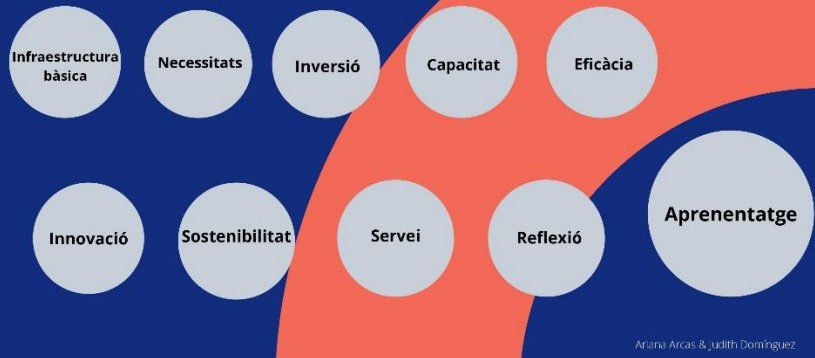 Infraestructura
bàsica
Necessitats
Inversió
Capacitat
Eficàcia
Innovació
Sostenibilitat
Servei
Reflexió
Aprenentatge
Ariana Arcas & Judith Domínguez